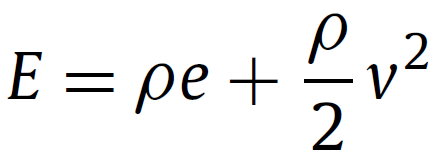 E = ρe + ρ/2 v²